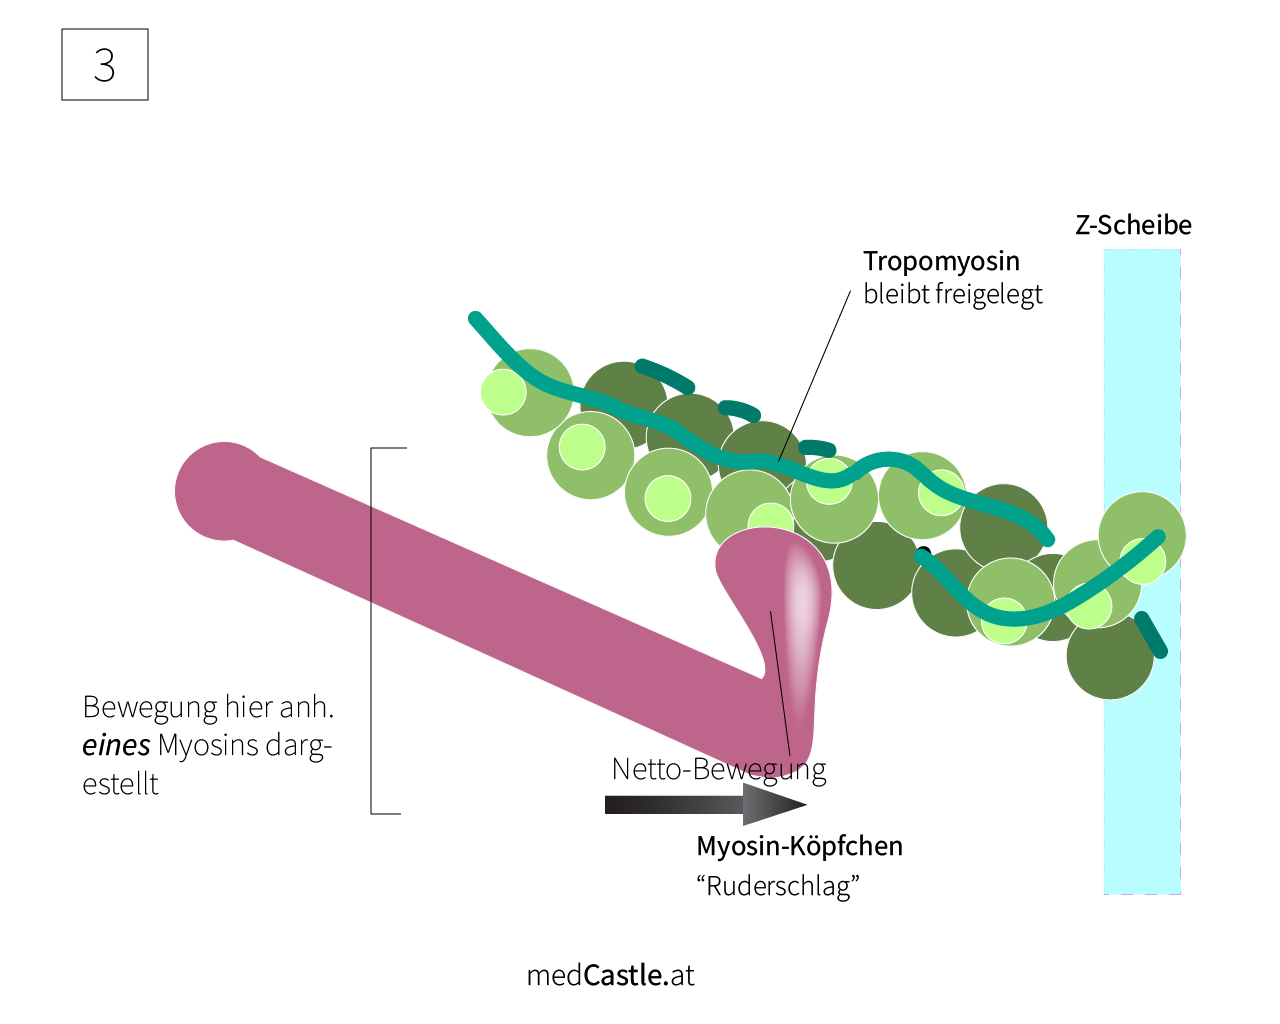 3
Z-Scheibe
Tropomyosin
bleibt freigelegt
Bewegung hier anh.
eines Myosins darg-
estellt
Netto-Bewegung
Myosin-Köpfchen
“Ruderschlag”
medCastle.at